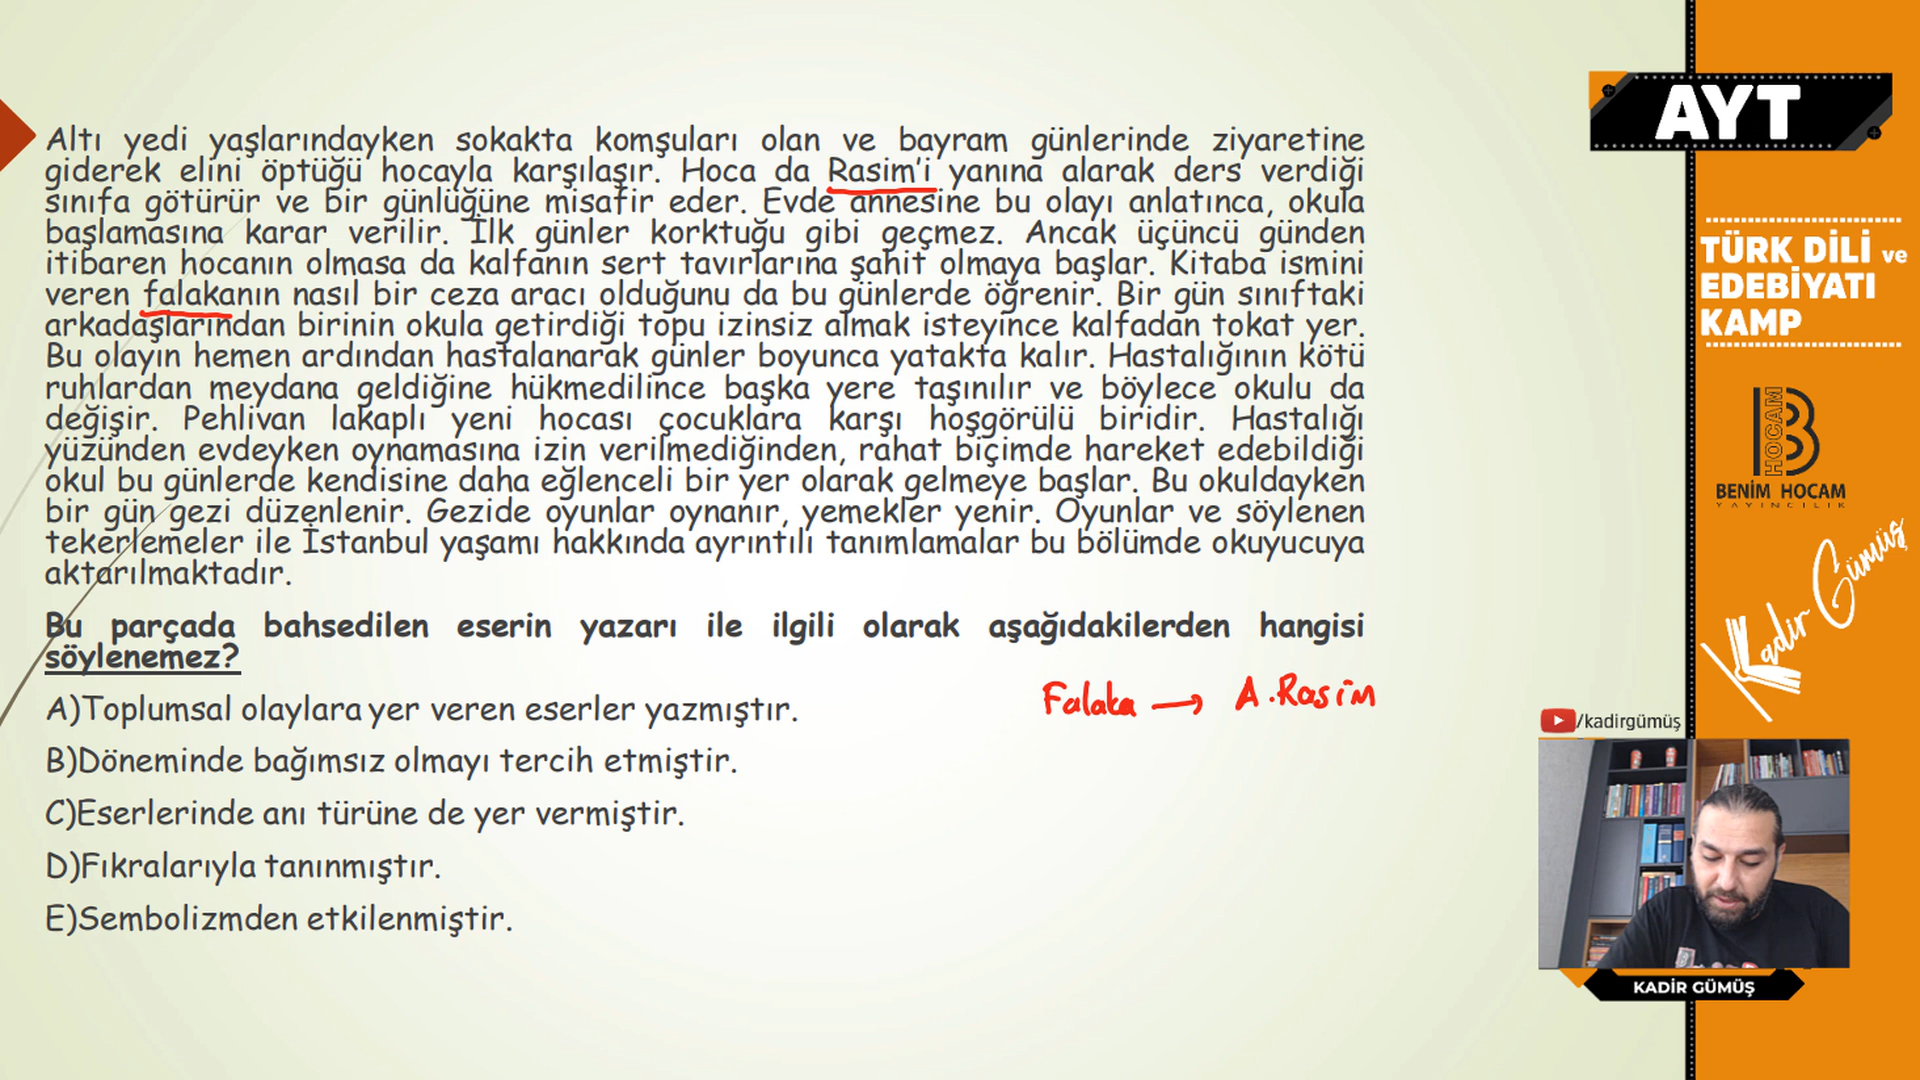 Altı yedi yaşlarındayken sokakta komşuları olan ve bayram günlerinde ziyaretine
giderek elini öptüğü hocayla karşılaşır. Hoca da Rasim’i yanına alarak ders verdiği
sınıfa götürür ve bir günlüğüne misafir eder. Evde annesine bu olayı anlatınca, okula
başlamasına karar verilir. İlk günler korktuğu gibi geçmez. Ancak üçüncü günden
itibaren hocanın olmasa da kalfanın sert tavırlarına şahit olmaya başlar. Kitaba ismini
veren falakanın nasıl bir ceza aracı olduğunu da bu günlerde öğrenir. Bir gün sınıftaki
arkadaşlarından birinin okula getirdiği topu izinsiz almak isteyince kalfadan tokat yer.
Bu olayın hemen ardından hastalanarak günler boyunca yatakta kalır. Hastalığının kötü
ruhlardan meydana geldiğine hükmedilince başka yere taşınılır ve böylece okulu da
değişir. Pehlivan lakaplı yeni hocası çocuklara karşı hoşgörülü biridir. Hastalığı
yüzünden evdeyken oynamasına izin verilmediğinden, rahat biçimde hareket edebildiği
okul bu günlerde kendisine daha eğlenceli bir yer olarak gelmeye başlar. Bu okuldayken
bir gün gezi düzenlenir. Gezide oyunlar oynanır, yemekler yenir. Oyunlar ve söylenen
tekerlemeler ile İstanbul yaşamı hakkında ayrıntılı tanımlamalar bu bölümde okuyucuya
aktarılmaktadır.
Bu parçada bahsedilen eserin yazarı ile ilgili olarak aşağıdakilerden hangisi
söylenemez?
A)Toplumsal olaylara yer veren eserler yazmıştır.
B)Döneminde bağımsız olmayı tercih etmiştir.
C)Eserlerinde anı türüne de yer vermiştir.
D)Fıkralarıyla tanınmıştır.
E)Sembolizmden etkilenmiştir.
Falaka → A.Rasim
AYT
TÜRK DİLİ ve
EDEBİYATI
KAMP
HOCAM
BENİM HOCAM
YAYINCILIK
Kadir Gümüş
/kadirgümüş
KADİR GÜMÜŞ